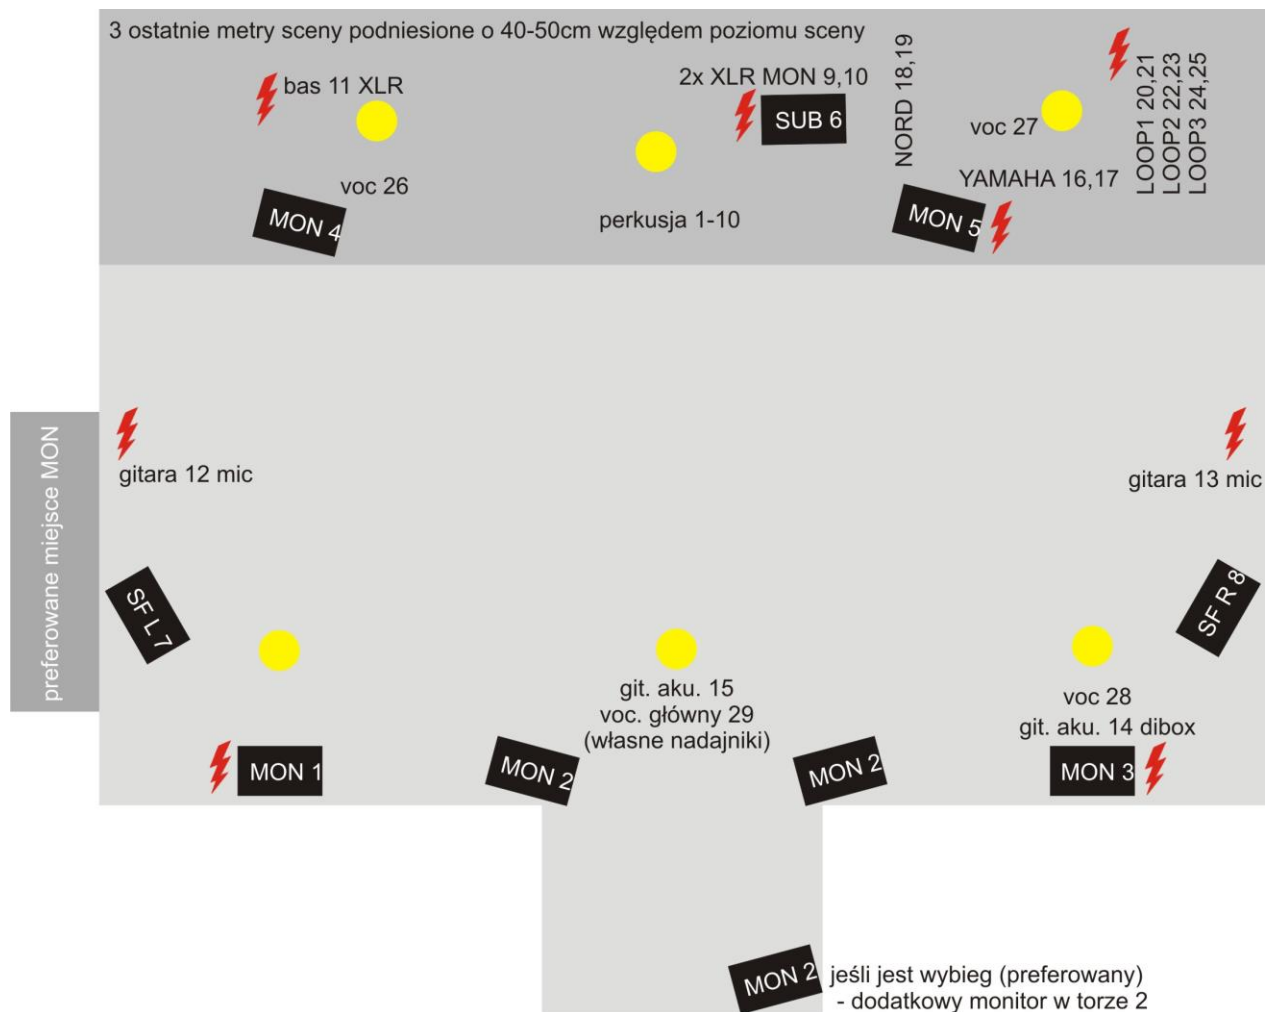 3 ostatnie metry sceny podniesione o 40-50cm względem poziomu sceny
bas 11 XLR
voc 26
MON 4
2x XLR MON 9,10
SUB 6
perkusja 1-10
NORD 18,19
voc 27
YAMAHA 16,17
MON 5
LOOP1 20,21
LOOP2 22,23
LOOP3 24,25
preferowane miejsce MON
gitara 12 mic
gitara 13 mic
SF L 7
SF R 8
git. aku. 15
voc. główny 29
(własne nadajniki)
voc 28
git. aku. 14 dibox
MON 1
MON 2
MON 2
MON 3
MON 2
jeśli jest wybieg (preferowany)
- dodatkowy monitor w torze 2